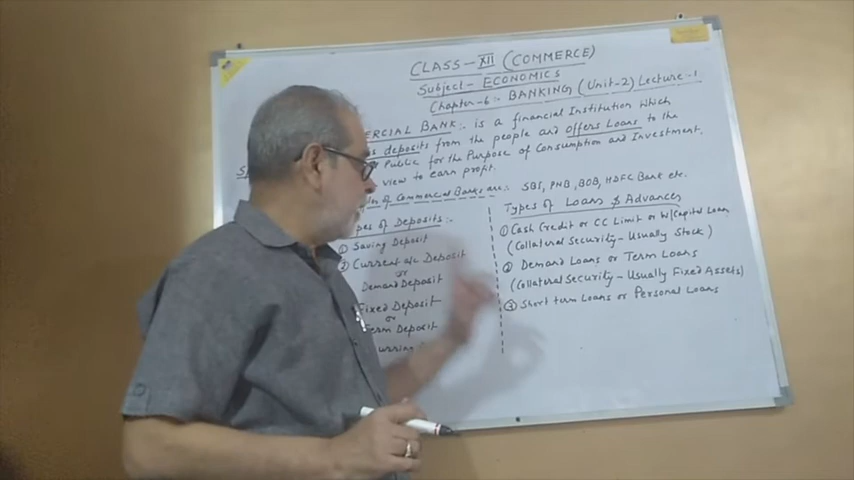 CLASS - XII (COMMERCE)
Subject - ECONOMICS
Chapter-6:- BANKING (Unit-2) Lecture-1
MERCIAL BANK:- is a financial Institution which
deposits from the people and offers Loans to the
Public for the Purpose of Consumption and Investment,
view to earn profit.
of Commercial Banks are:- SBI, PNB, BOB, HDFC Bank etc.
pes of Deposits:-
① Saving Deposit
② Current a/c Deposit
or
Demand Deposit
Fixed Deposit
or
Term Deposit
Types of Loans & Advances
① Cash Credit or CC Limit or W/Capital Loan
(Collateral Security - Usually Stock)
② Demand Loans or Term Loans
(Collateral Security - Usually Fixed Assets)
③ Short term Loans or Personal Loans